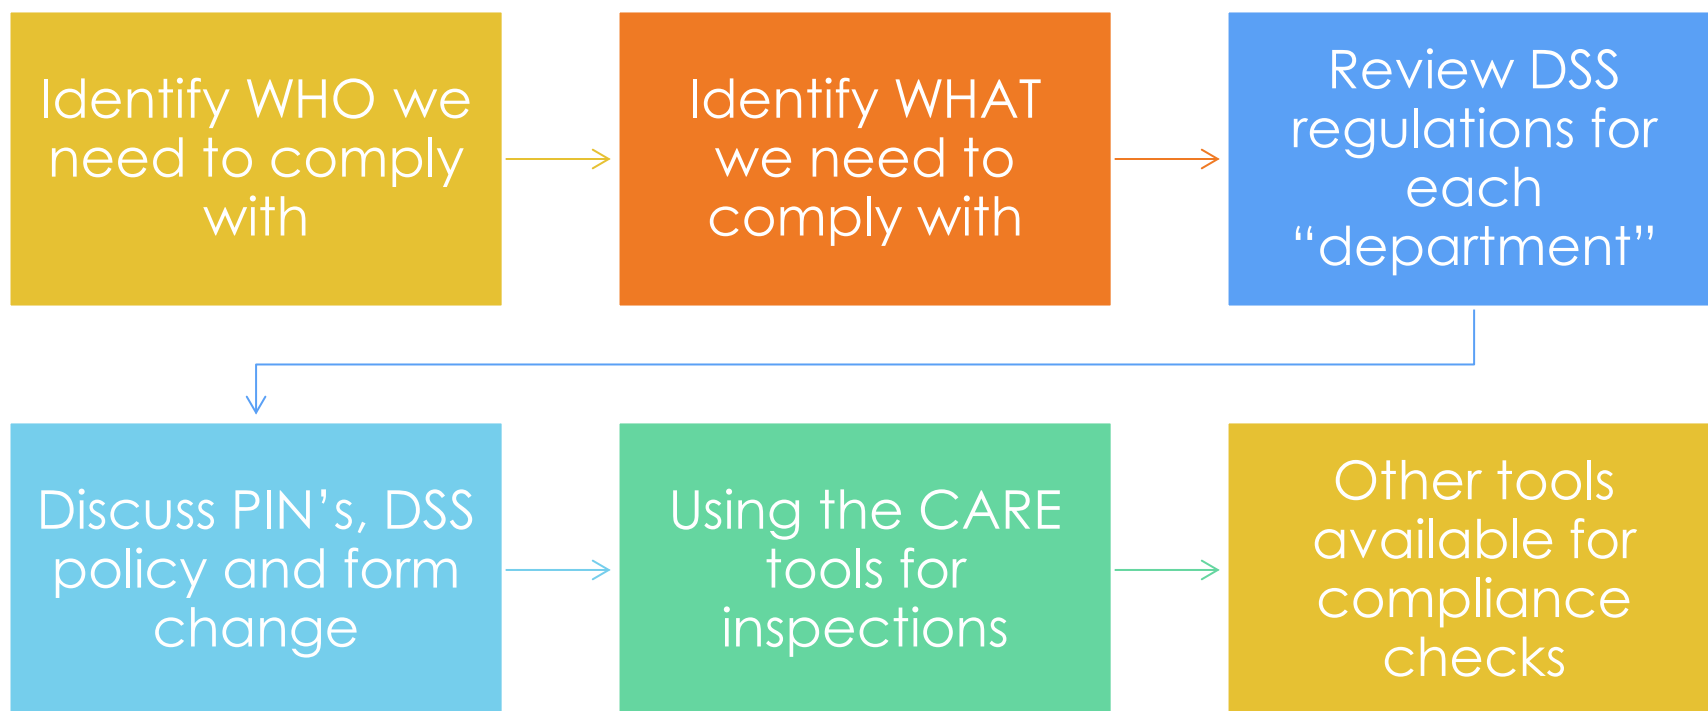 Identify WHO we
need to comply
with
Identify WHAT
we need to
comply with
Review DSS
regulations for
each
“department”
Discuss PIN’s, DSS
policy and form
change
Using the CARE
tools for
inspections
Other tools
available for
compliance
checks